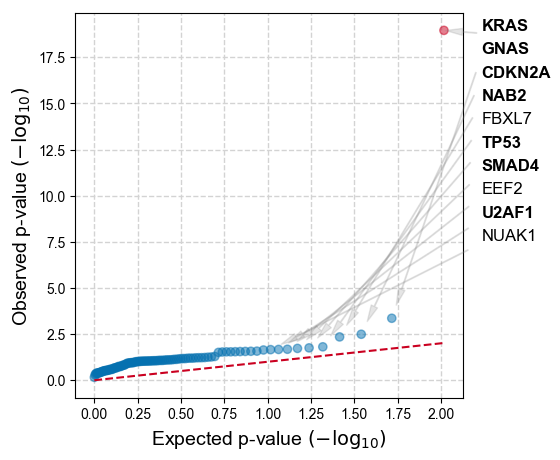 KRAS
GNAS
CDKN2A
NAB2
FBXL7
TP53
SMAD4
EEF2
U2AF1
NUAK1
Observed p-value (−log10)
17.5
15.0
12.5
10.0
7.5
5.0
2.5
0.0
0.00 0.25 0.50 0.75 1.00 1.25 1.50 1.75 2.00
Expected p-value (−log10)